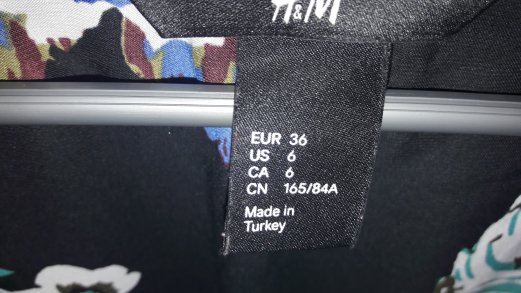 H&M
EUR 36
US 6
CA 6
CN 165/84A
Made in
Turkey